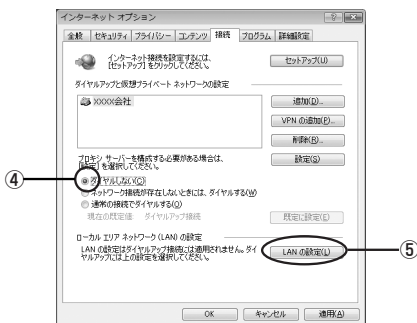 インターネット オプション
全般 セキュリティ プライバシー コンテンツ 接続 プログラム 詳細設定
インターネット接続を設定するには、
[セットアップ] をクリックしてください。
セットアップ(U)
ダイヤルアップと仮想プライベート ネットワークの設定
XXXXX会社
追加(D)...
VPN の追加(P)...
削除(R)...
プロキシ サーバーを構成する必要がある場合は、
[設定] を選択してください。
設定(S)
④
ダイヤルしない(C)
ネットワーク接続が存在しないときには、ダイヤルする(W)
通常の接続でダイヤルする(O)
現在の既定値 ダイヤルアップ接続
既定に設定(E)
ローカル エリア ネットワーク (LAN) の設定
LAN の設定はダイヤルアップ接続には適用されません。ダイ
ヤルアップには上の設定を選択してください。
LAN の設定(L)
⑤
OK キャンセル 適用(A)